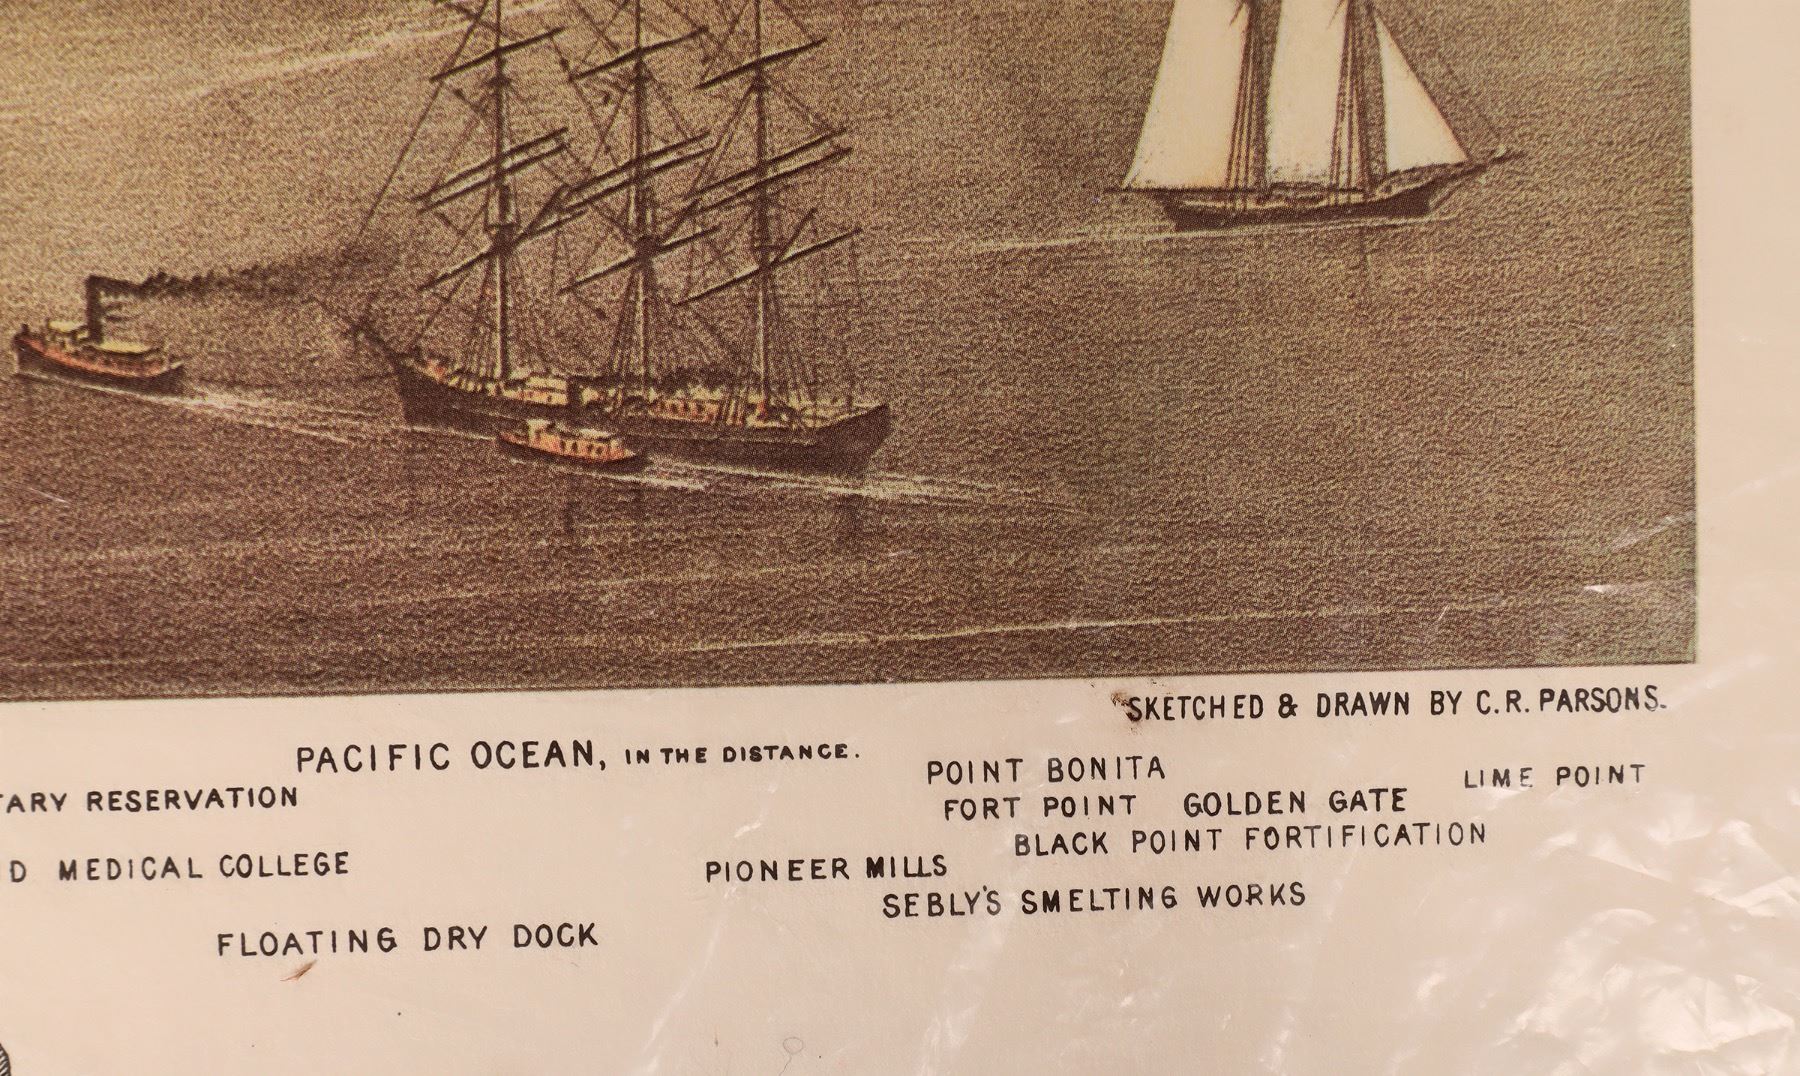 SKETCHED & DRAWN BY C.R. PARSONS.
PACIFIC OCEAN, IN THE DISTANCE.
POINT BONITA
LIME POINT
TARY RESERVATION
FORT POINT GOLDEN GATE
BLACK POINT FORTIFICATION
D MEDICAL COLLEGE
PIONEER MILLS
SEBLY'S SMELTING WORKS
FLOATING DRY DOCK